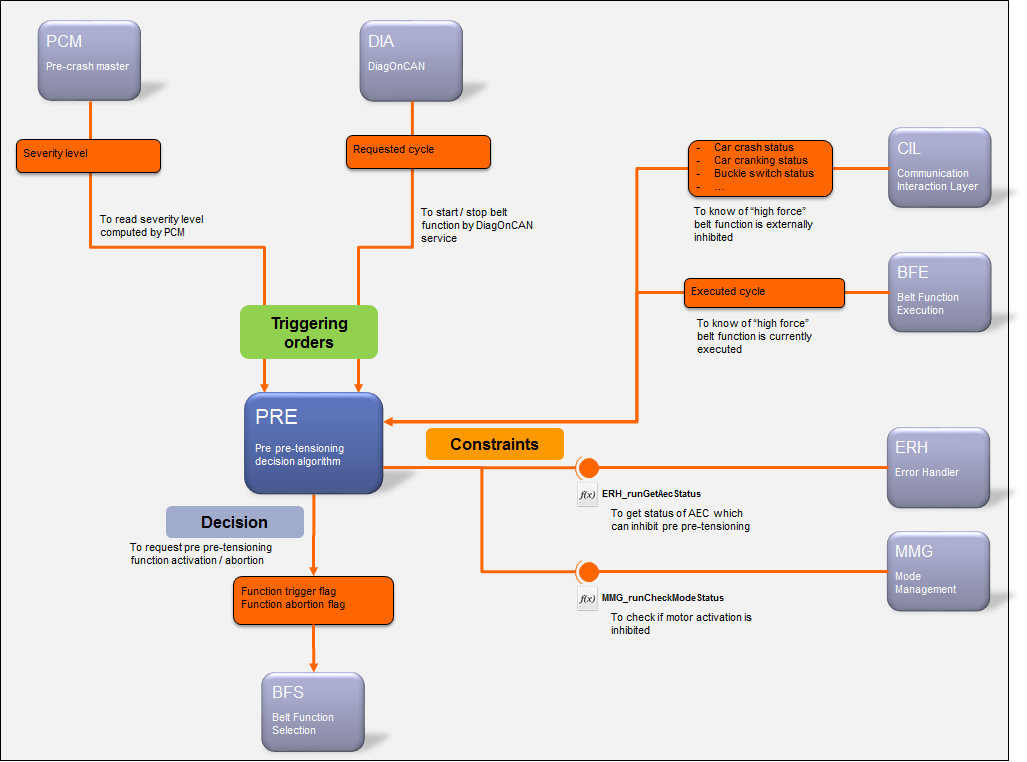 PCM
Pre-crash master
DIA
DiagOnCAN
Severity level
Requested cycle
- Car crash status
- Car cranking status
- Buckle switch status
- ...
CIL
Communication
Interaction Layer
To read severity level
computed by PCM
To start / stop belt
function by DiagOnCAN
service
To know of “high force”
belt function is externally
inhibited
BFE
Belt Function
Execution
Executed cycle
To know of “high force”
belt function is currently
executed
Triggering
orders
PRE
Pre pre-tensioning
decision algorithm
Constraints
ERH
Error Handler
f(x) ERH_runGetAecStatus
To get status of AEC which
can inhibit pre pre-tensioning
Decision
To request pre pre-tensioning
function activation / abortion
MMG
Mode
Management
f(x) MMG_runCheckModeStatus
To check if motor activation is
inhibited
Function trigger flag
Function abortion flag
BFS
Belt Function
Selection